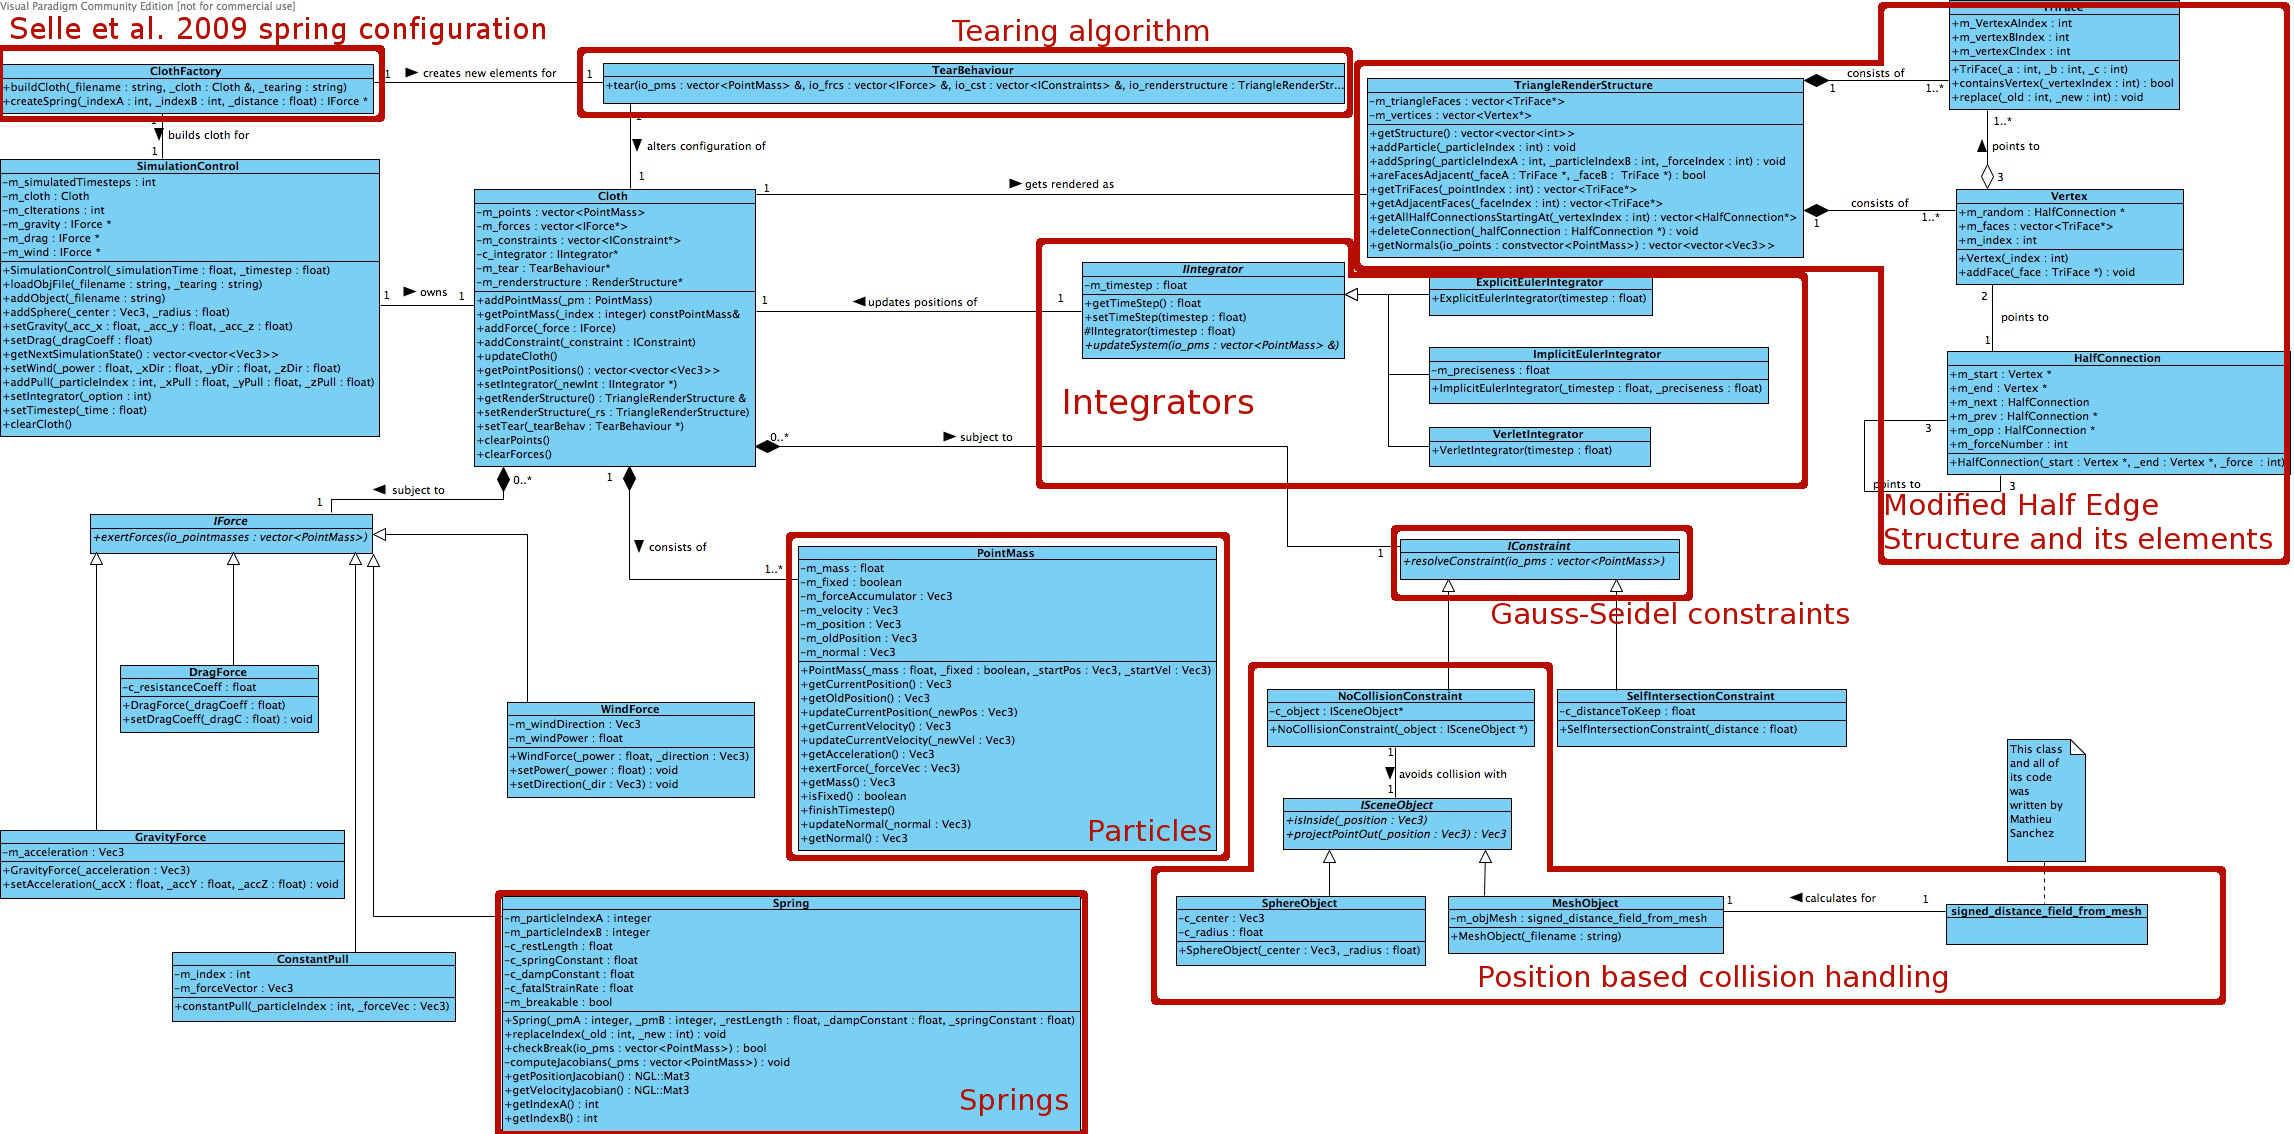 Visual Paradigm Community Edition [not for commercial use]
Selle et al. 2009 spring configuration
ClothFactory
+buildCloth(_filename : string, _cloth : Cloth &, _tearing : string)
+createSpring(_indexA : int, _indexB : int, _distance : float) : IForce *
1
creates new elements for
1
Tearing algorithm
TearBehaviour
+tear(io_pms : vector<PointMass> &, io_frcs : vector<IForce> &, io_cst : vector<IConstraints> &, io_renderstructure : TriangleRenderStr...
1
builds cloth for
1
1
alters configuration of
1
SimulationControl
-m_simulatedTimesteps : int
-m_cloth : Cloth
-m_cIterations : int
-m_gravity : IForce *
-m_drag : IForce *
-m_wind : IForce *
+SimulationControl(_simulationTime : float, _timestep : float)
+loadObjFile(_filename : string, _tearing : string)
+addObject(_filename : string)
+addSphere(_center : Vec3, _radius : float)
+setGravity(_acc_x : float, _acc_y : float, _acc_z : float)
+setDrag(_dragCoeff : float)
+getNextSimulationState() : vector<vector<Vec3>>
+setWind(_power : float, _xDir : float, _yDir : float, _zDir : float)
+addPull(_particleIndex : int, _xPull : float, _yPull : float, _zPull : float)
+setIntegrator(_option : int)
+setTimestep(_time : float)
+clearCloth()
1
owns
1
Cloth
-m_points : vector<PointMass>
-m_forces : vector<IForce*>
-m_constraints : vector<IConstraint*>
-c_integrator : IIntegrator*
-m_tear : TearBehaviour*
-m_renderstructure : RenderStructure*
+addPointMass(_pm : PointMass)
+getPointMass(_index : integer) constPointMass&
+addForce(_force : IForce)
+addConstraint(_constraint : IConstraint)
+updateCloth()
+getPointPositions() : vector<vector<Vec3>>
+setIntegrator(_newInt : IIntegrator *)
+getRenderStructure() : TriangleRenderStructure &
+setRenderStructure(_rs : TriangleRenderStructure)
+setTear(_tearBehav : TearBehaviour *)
+clearPoints()
+clearForces()
1
gets rendered as
TriangleRenderStructure
-m_triangleFaces : vector<TriFace*>
-m_vertices : vector<Vertex*>
+getStructure() : vector<vector<int>>
+addParticle(_particleIndex : int) : void
+addSpring(_particleIndexA : int, _particleIndexB : int, _forceIndex : int) : void
+areFacesAdjacent(_faceA : TriFace *, _faceB : TriFace *) : bool
+getTriFaces(_pointIndex : int) : vector<TriFace*>
+getAdjacentFaces(_faceIndex : int) : vector<TriFace*>
+getAllHalfConnectionsStartingAt(_vertexIndex : int) : vector<HalfConnection*>
+deleteConnection(_halfConnection : HalfConnection *) : void
+getNormals(io_points : constvector<PointMass>) : vector<vector<Vec3>>
consists of
1
1..*
TriFace
+m_VertexAIndex : int
+m_vertexBIndex : int
+m_vertexCIndex : int
+TriFace(_a : int, _b : int, _c : int)
+containsVertex(_vertexIndex : int) : bool
+replace(_old : int, _new : int) : void
1..*
points to
3
consists of
1
1..*
Vertex
+m_random : HalfConnection *
+m_faces : vector<TriFace*>
+m_index : int
+Vertex(_index : int)
+addFace(_face : TriFace *) : void
2
points to
1
HalfConnection
+m_start : Vertex *
+m_end : Vertex *
+m_next : HalfConnection
+m_prev : HalfConnection *
+m_opp : HalfConnection *
+m_forceNumber : int
+HalfConnection(_start : Vertex *, _end : Vertex *, _force : int)
3
points to
3
Modified Half Edge
Structure and its elements
1
updates positions of
1
IIntegrator
-m_timestep : float
+getTimeStep() : float
+setTimeStep(timestep : float)
#IIntegrator(timestep : float)
+updateSystem(io_pms : vector<PointMass> &)
ExplicitEulerIntegrator
+ExplicitEulerIntegrator(timestep : float)
ImplicitEulerIntegrator
-m_preciseness : float
+ImplicitEulerIntegrator(_timestep : float, _preciseness : float)
VerletIntegrator
+VerletIntegrator(timestep : float)
Integrators
0..*
subject to
1
0..*
subject to
1
1
consists of
1..*
IForce
+exertForces(io_pointmasses : vector<PointMass>)
DragForce
-c_resistanceCoeff : float
+DragForce(_dragCoeff : float)
+setDragCoeff(_dragC : float) : void
WindForce
-m_windDirection : Vec3
-m_windPower : float
+WindForce(_power : float, _direction : Vec3)
+setPower(_power : float) : void
+setDirection(_dir : Vec3) : void
GravityForce
-m_acceleration : Vec3
+GravityForce(_acceleration : Vec3)
+setAcceleration(_accX : float, _accY : float, _accZ : float) : void
ConstantPull
-m_index : int
-m_forceVector : Vec3
+constantPull(_particleIndex : int, _forceVec : Vec3)
Spring
-m_particleIndexA : integer
-m_particleIndexB : integer
-c_restLength : float
-c_springConstant : float
-c_dampConstant : float
-c_fatalStrainRate : float
-m_breakable : bool
+Spring(_pmA : integer, _pmB : integer, _restLength : float, _dampConstant : float, _springConstant : float)
+replaceIndex(_old : int, _new : int) : void
+checkBreak(io_pms : vector<PointMass>) : bool
-computeJacobians(_pms : vector<PointMass>) : void
+getPositionJacobian() : NGL::Mat3
+getVelocityJacobian() : NGL::Mat3
+getIndexA() : int
+getIndexB() : int
Springs
PointMass
-m_mass : float
-m_fixed : boolean
-m_forceAccumulator : Vec3
-m_velocity : Vec3
-m_position : Vec3
-m_oldPosition : Vec3
-m_normal : Vec3
+PointMass(_mass : float, _fixed : boolean, _startPos : Vec3, _startVel : Vec3)
+getCurrentPosition() : Vec3
+getOldPosition() : Vec3
+updateCurrentPosition(_newPos : Vec3)
+getCurrentVelocity() : Vec3
+updateCurrentVelocity(_newVel : Vec3)
+getAcceleration() : Vec3
+exertForce(_forceVec : Vec3)
+getMass() : Vec3
+isFixed() : boolean
+finishTimestep()
+updateNormal(_normal : Vec3)
+getNormal() : Vec3
Particles
IConstraint
+resolveConstraint(io_pms : vector<PointMass>)
Gauss-Seidel constraints
NoCollisionConstraint
-c_object : ISceneObject*
+NoCollisionConstraint(_object : ISceneObject *)
SelfIntersectionConstraint
-c_distanceToKeep : float
+SelfIntersectionConstraint(_distance : float)
1
avoids collision with
1
ISceneObject
+isInside(_position : Vec3)
+projectPointOut(_position : Vec3) : Vec3
SphereObject
-c_center : Vec3
-c_radius : float
+SphereObject(_center : Vec3, _radius : float)
MeshObject
-m_objMesh : signed_distance_field_from_mesh
+MeshObject(_filename : string)
1
calculates for
1
signed_distance_field_from_mesh
This class
and all of
its code
was
written by
Mathieu
Sanchez
Position based collision handling